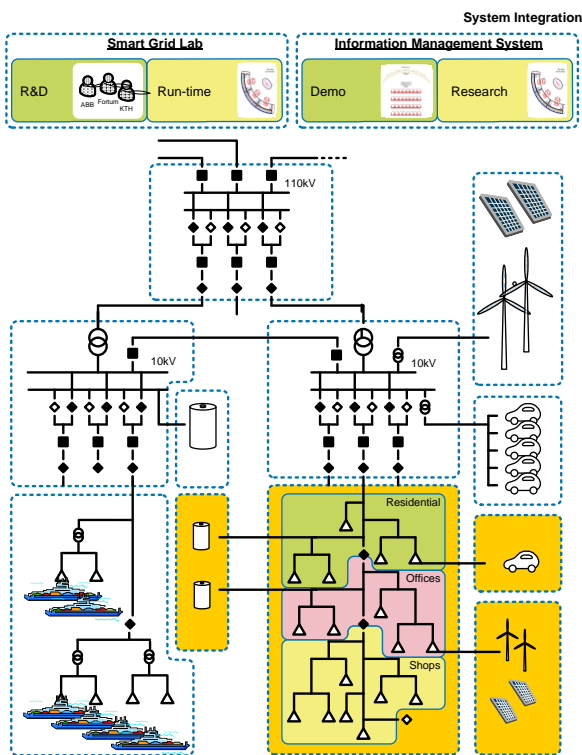 System Integration
Smart Grid Lab
Information Management System
R&D
ABB
Fortum
KTH
Run-time
Demo
Research
110kV
10kV
10kV
Residential
Offices
Shops